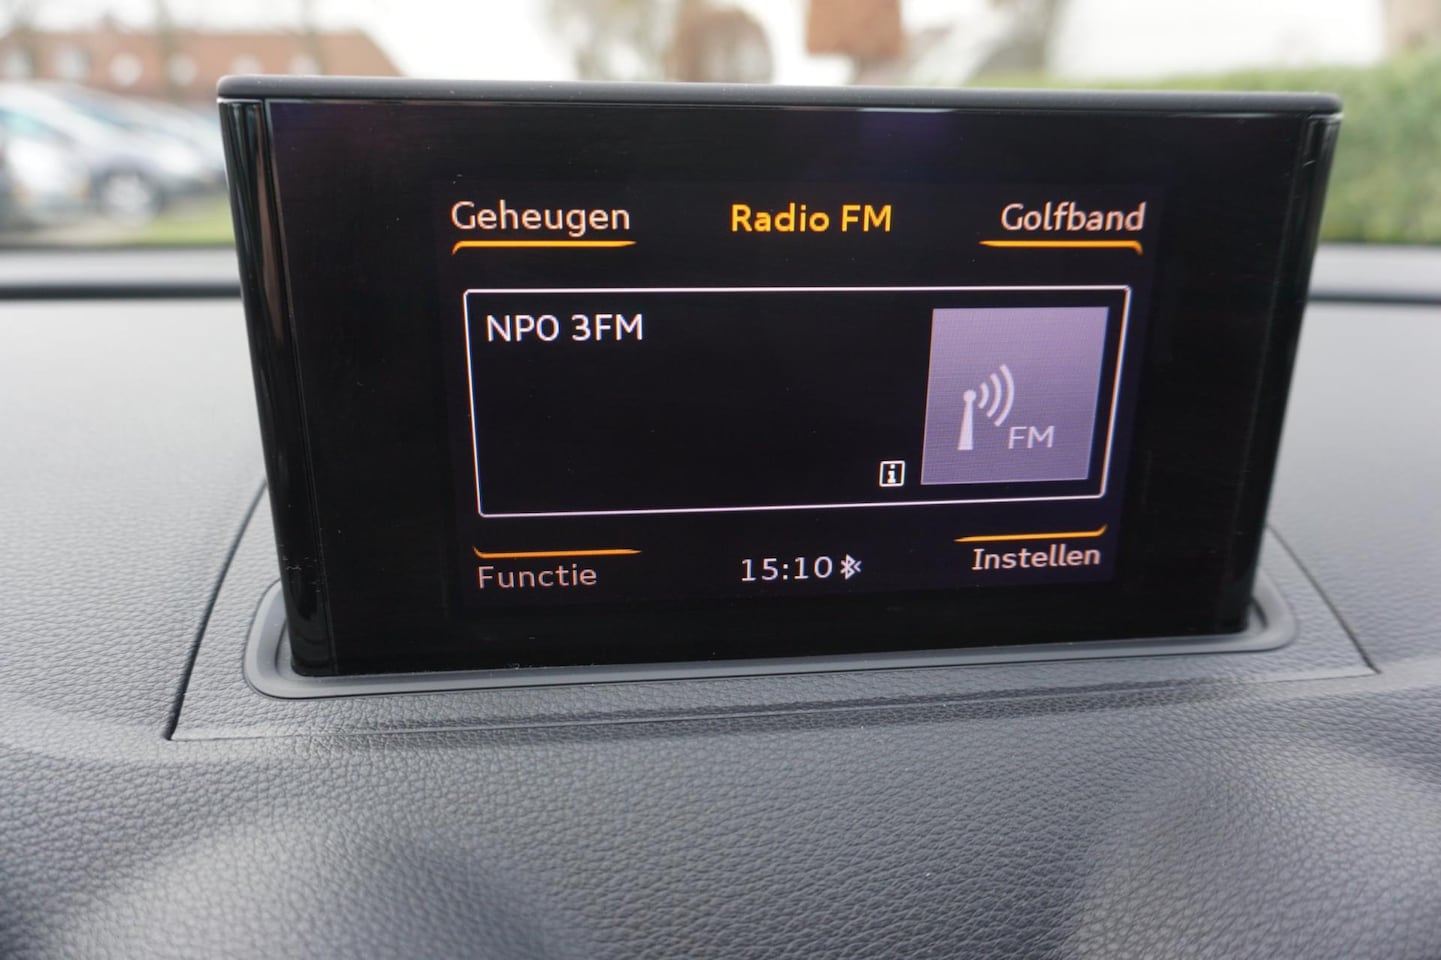 Geheugen
Radio FM
Golfband
NPO 3FM
FM
Functie
15:10
Instellen